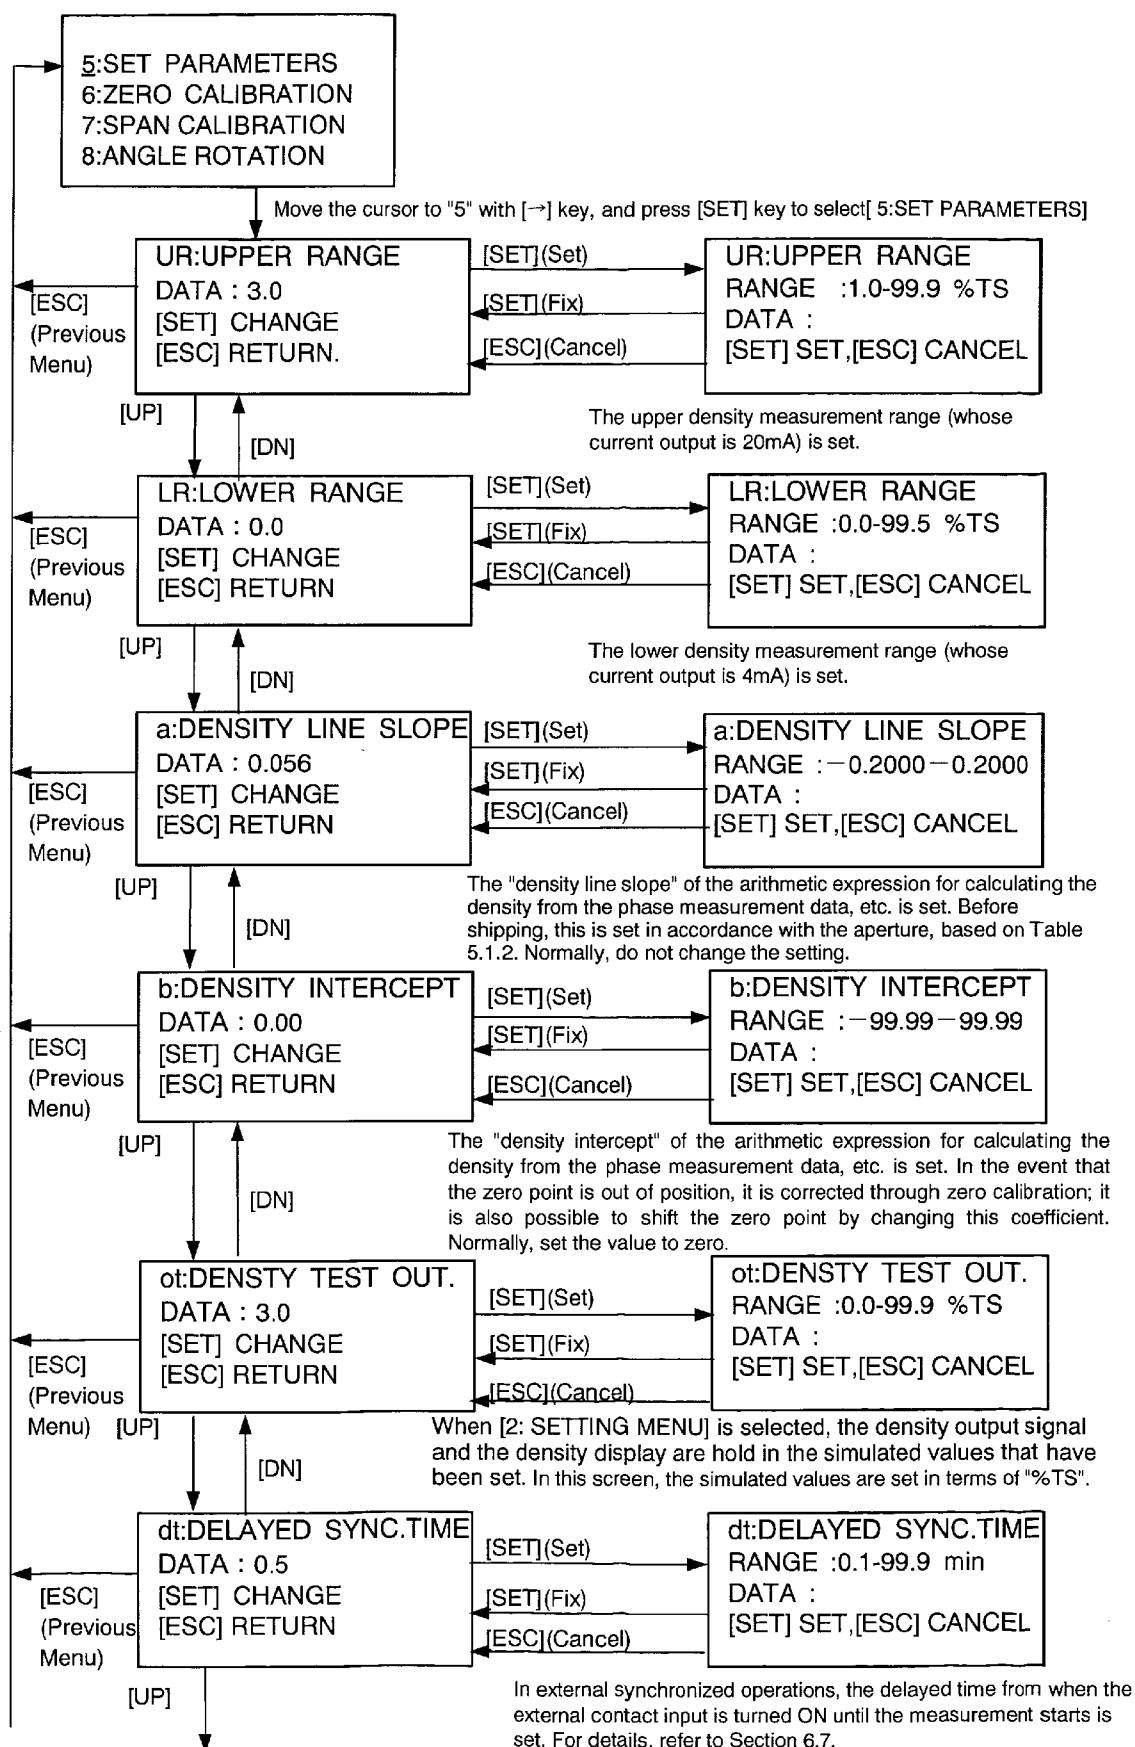 5:SET PARAMETERS
6:ZERO CALIBRATION
7:SPAN CALIBRATION
8:ANGLE ROTATION
Move the cursor to "5" with [→] key, and press [SET] key to select[ 5:SET PARAMETERS]
UR:UPPER RANGE
DATA : 3.0
[SET] CHANGE
[ESC] RETURN.
[ESC]
(Previous
Menu)
[SET](Set)
[SET](Fix)
[ESC](Cancel)
UR:UPPER RANGE
RANGE :1.0-99.9 %TS
DATA :
[SET] SET,[ESC] CANCEL
[UP]
[DN]
The upper density measurement range (whose
current output is 20mA) is set.
LR:LOWER RANGE
DATA : 0.0
[SET] CHANGE
[ESC] RETURN
[ESC]
(Previous
Menu)
[SET](Set)
[SET](Fix)
[ESC](Cancel)
LR:LOWER RANGE
RANGE :0.0-99.5 %TS
DATA :
[SET] SET,[ESC] CANCEL
[UP]
[DN]
The lower density measurement range (whose
current output is 4mA) is set.
a:DENSITY LINE SLOPE
DATA : 0.056
[SET] CHANGE
[ESC] RETURN
[ESC]
(Previous
Menu)
[SET](Set)
[SET](Fix)
[ESC](Cancel)
a:DENSITY LINE SLOPE
RANGE :−0.2000−0.2000
DATA :
[SET] SET,[ESC] CANCEL
[UP]
[DN]
The "density line slope" of the arithmetic expression for calculating the
density from the phase measurement data, etc. is set. Before
shipping, this is set in accordance with the aperture, based on Table
5.1.2. Normally, do not change the setting.
b:DENSITY INTERCEPT
DATA : 0.00
[SET] CHANGE
[ESC] RETURN
[ESC]
(Previous
Menu)
[SET](Set)
[SET](Fix)
[ESC](Cancel)
b:DENSITY INTERCEPT
RANGE :−99.99−99.99
DATA :
[SET] SET,[ESC] CANCEL
[UP]
[DN]
The "density intercept" of the arithmetic expression for calculating the
density from the phase measurement data, etc. is set. In the event that
the zero point is out of position, it is corrected through zero calibration; it
is also possible to shift the zero point by changing this coefficient.
Normally, set the value to zero.
ot:DENSTY TEST OUT.
DATA : 3.0
[SET] CHANGE
[ESC] RETURN
[ESC]
(Previous
Menu)
[SET](Set)
[SET](Fix)
[ESC](Cancel)
ot:DENSTY TEST OUT.
RANGE :0.0-99.9 %TS
DATA :
[SET] SET,[ESC] CANCEL
[UP]
[DN]
When [2: SETTING MENU] is selected, the density output signal
and the density display are hold in the simulated values that have
been set. In this screen, the simulated values are set in terms of "%TS".
dt:DELAYED SYNC.TIME
DATA : 0.5
[SET] CHANGE
[ESC] RETURN
[ESC]
(Previous
Menu)
[SET](Set)
[SET](Fix)
[ESC](Cancel)
dt:DELAYED SYNC.TIME
RANGE :0.1-99.9 min
DATA :
[SET] SET,[ESC] CANCEL
[UP]
In external synchronized operations, the delayed time from when the
external contact input is turned ON until the measurement starts is
set. For details, refer to Section 6.7.